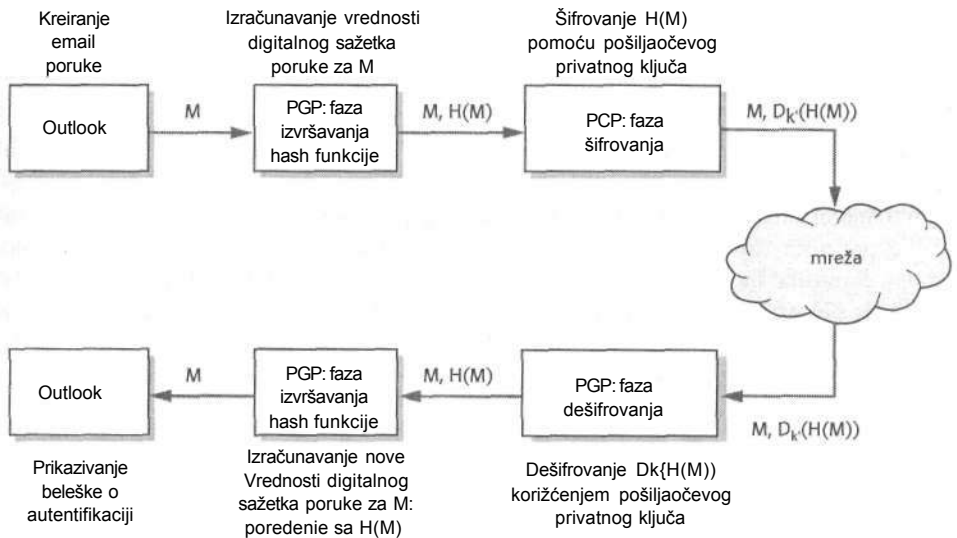 Kreiranje
email
poruke
Izračunavanje vrednosti
digitalnog sažetka
poruke za M
Šifrovanje H(M)
pomoću pošiljaočevog
privatnog ključa
Outlook
M
PGP: faza
izvršavanja
hash funkcije
M, H(M)
PCP: faza
šifrovanja
M, Dk'(H(M))
mreža
Outlook
M
PGP: faza
izvršavanja
hash funkcije
M, H(M)
PGP: faza
dešifrovanja
M, Dk'(H(M))
Prikazivanje
beleške o
autentifikaciji
Izračunavanje nove
Vrednosti digitalnog
sažetka poruke za M:
poredenie sa H(M)
Dešifrovanje Dk{H(M))
korižćenjem pošiljaočevog
privatnog ključa